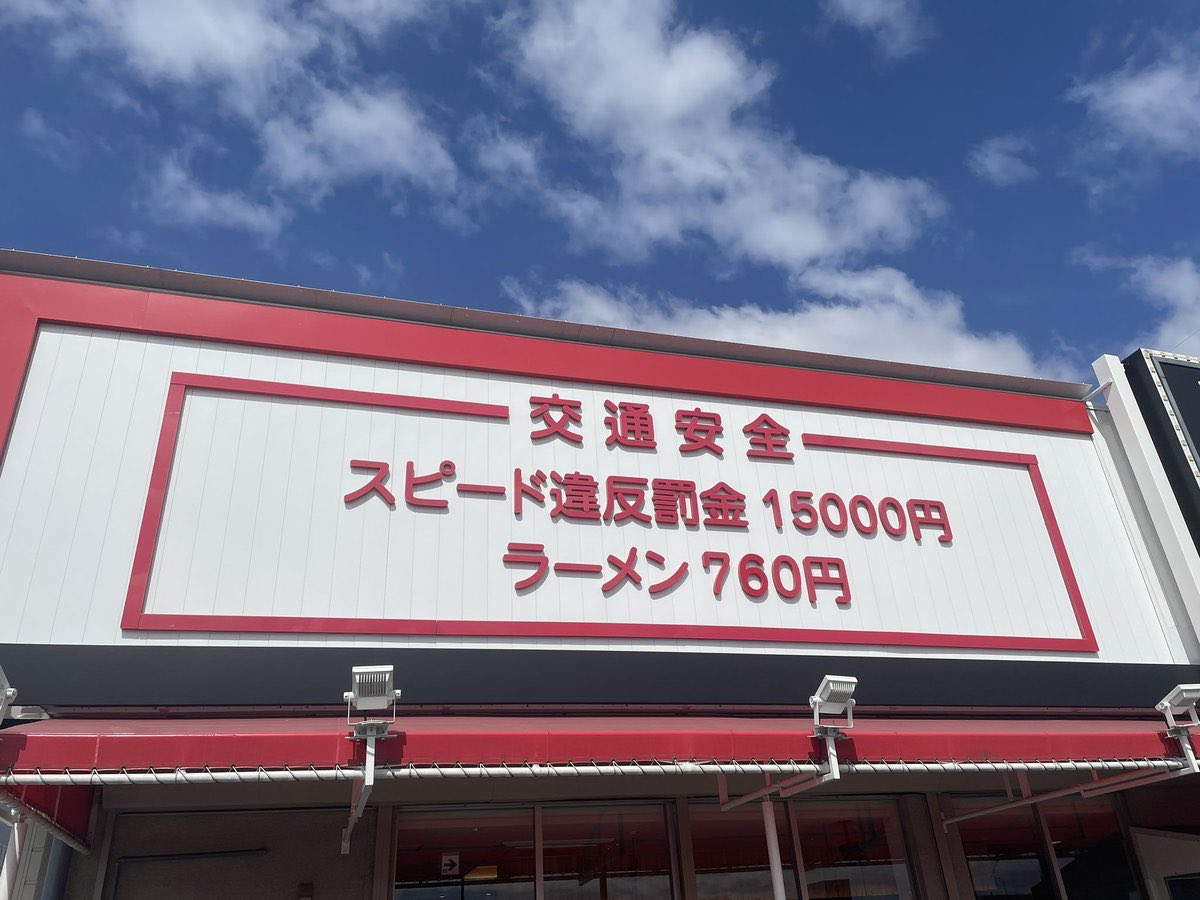 交通安全
スピード違反罰金 15000円
ラーメン 760円